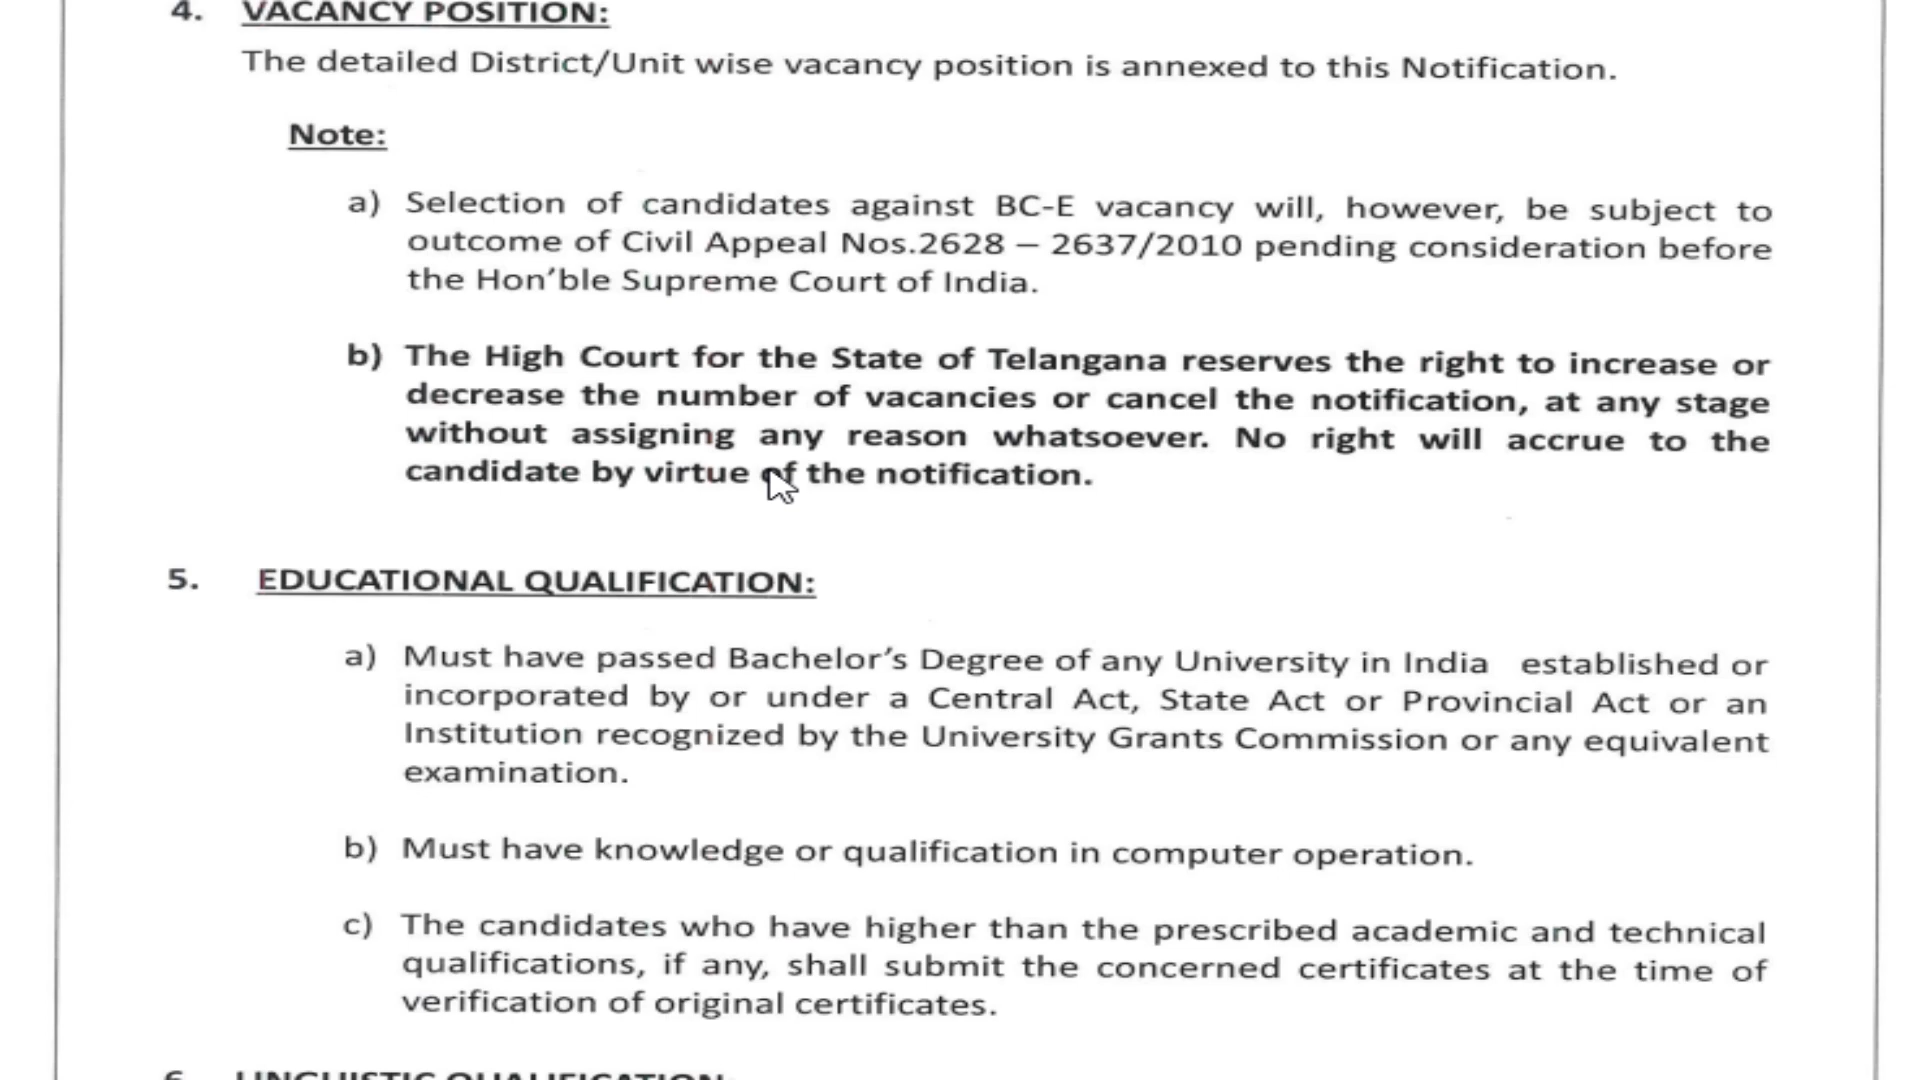 4. VACANCY POSITION:
The detailed District/Unit wise vacancy position is annexed to this Notification.
Note:
a) Selection of candidates against BC-E vacancy will, however, be subject to
outcome of Civil Appeal Nos.2628 – 2637/2010 pending consideration before
the Hon’ble Supreme Court of India.
b) The High Court for the State of Telangana reserves the right to increase or
decrease the number of vacancies or cancel the notification, at any stage
without assigning any reason whatsoever. No right will accrue to the
candidate by virtue of the notification.
5. EDUCATIONAL QUALIFICATION:
a) Must have passed Bachelor’s Degree of any University in India established or
incorporated by or under a Central Act, State Act or Provincial Act or an
Institution recognized by the University Grants Commission or any equivalent
examination.
b) Must have knowledge or qualification in computer operation.
c) The candidates who have higher than the prescribed academic and technical
qualifications, if any, shall submit the concerned certificates at the time of
verification of original certificates.
6. LINGUISTIC QUALIFICATION: